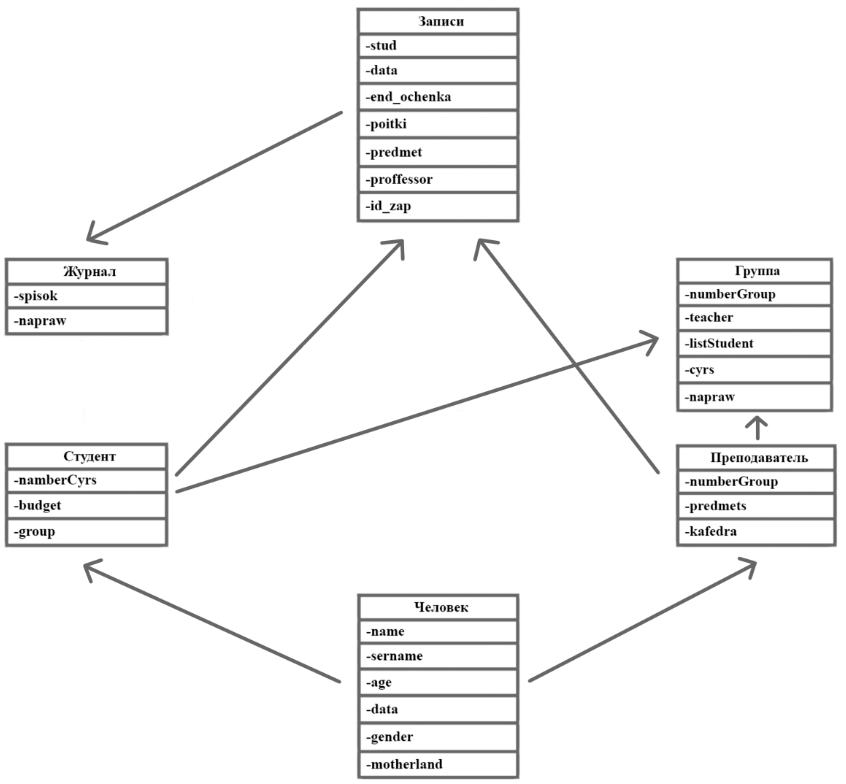 Записи
-stud
-data
-end_ochenka
-poitki
-predmet
-proffessor
-id_zap
Журнал
-spisok
-napraw
Группа
-numberGroup
-teacher
-listStudent
-cyrs
-napraw
Студент
-namberCyrs
-budget
-group
Преподаватель
-numberGroup
-predmets
-kafedra
Человек
-name
-sername
-age
-data
-gender
-motherland